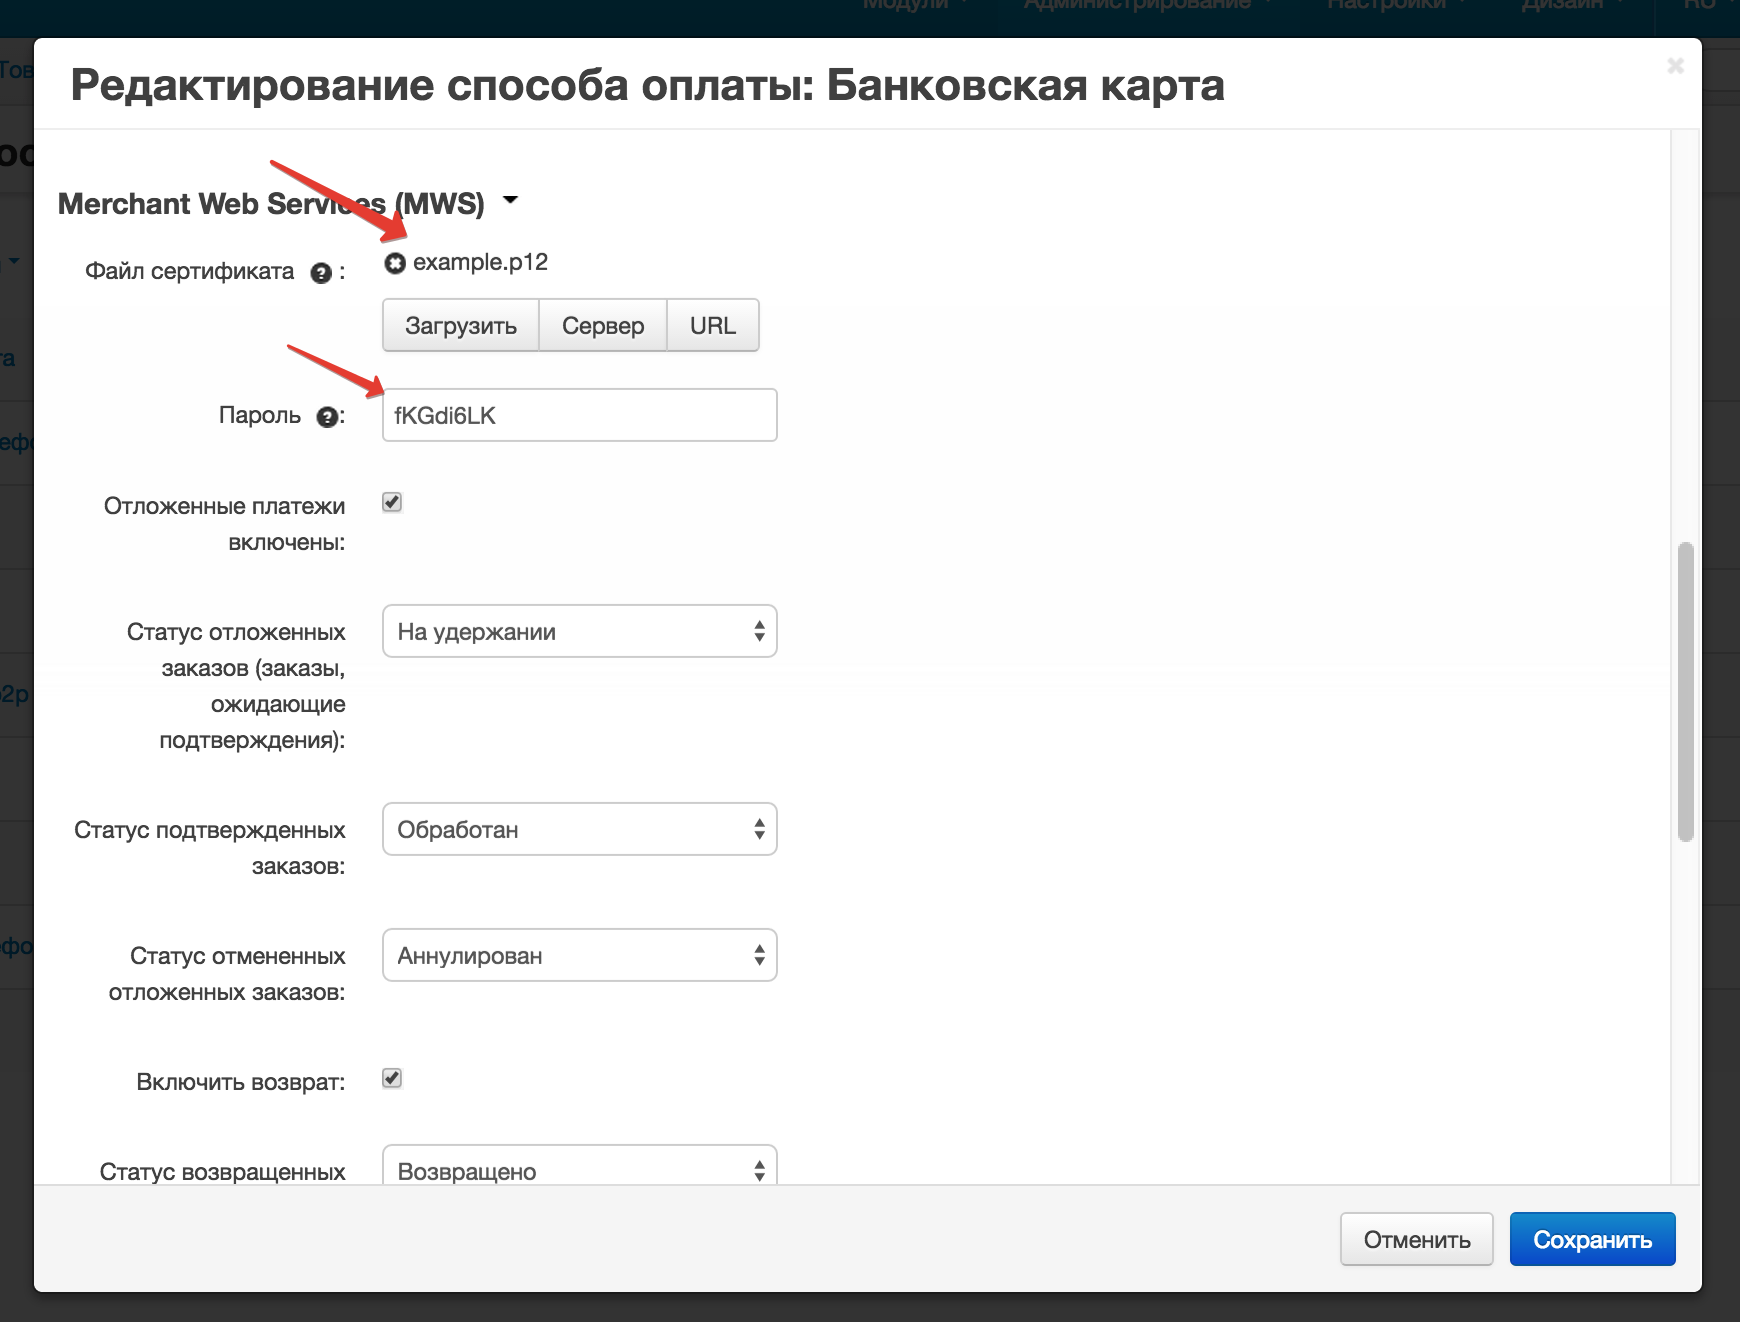 Модули
Администрирование
Настройки
Дизайн
RU
Редактирование способа оплаты: Банковская карта
Merchant Web Services (MWS)
Файл сертификата ? :
example.p12
Загрузить
Сервер
URL
Пароль ?:
fKGdi6LK
Отложенные платежи
включены:
Статус отложенных
заказов (заказы,
ожидающие
подтверждения):
На удержании
Статус подтвержденных
заказов:
Обработан
Статус отмененных
отложенных заказов:
Аннулирован
Включить возврат:
Статус возвращенных
Возвращено
Отменить
Сохранить